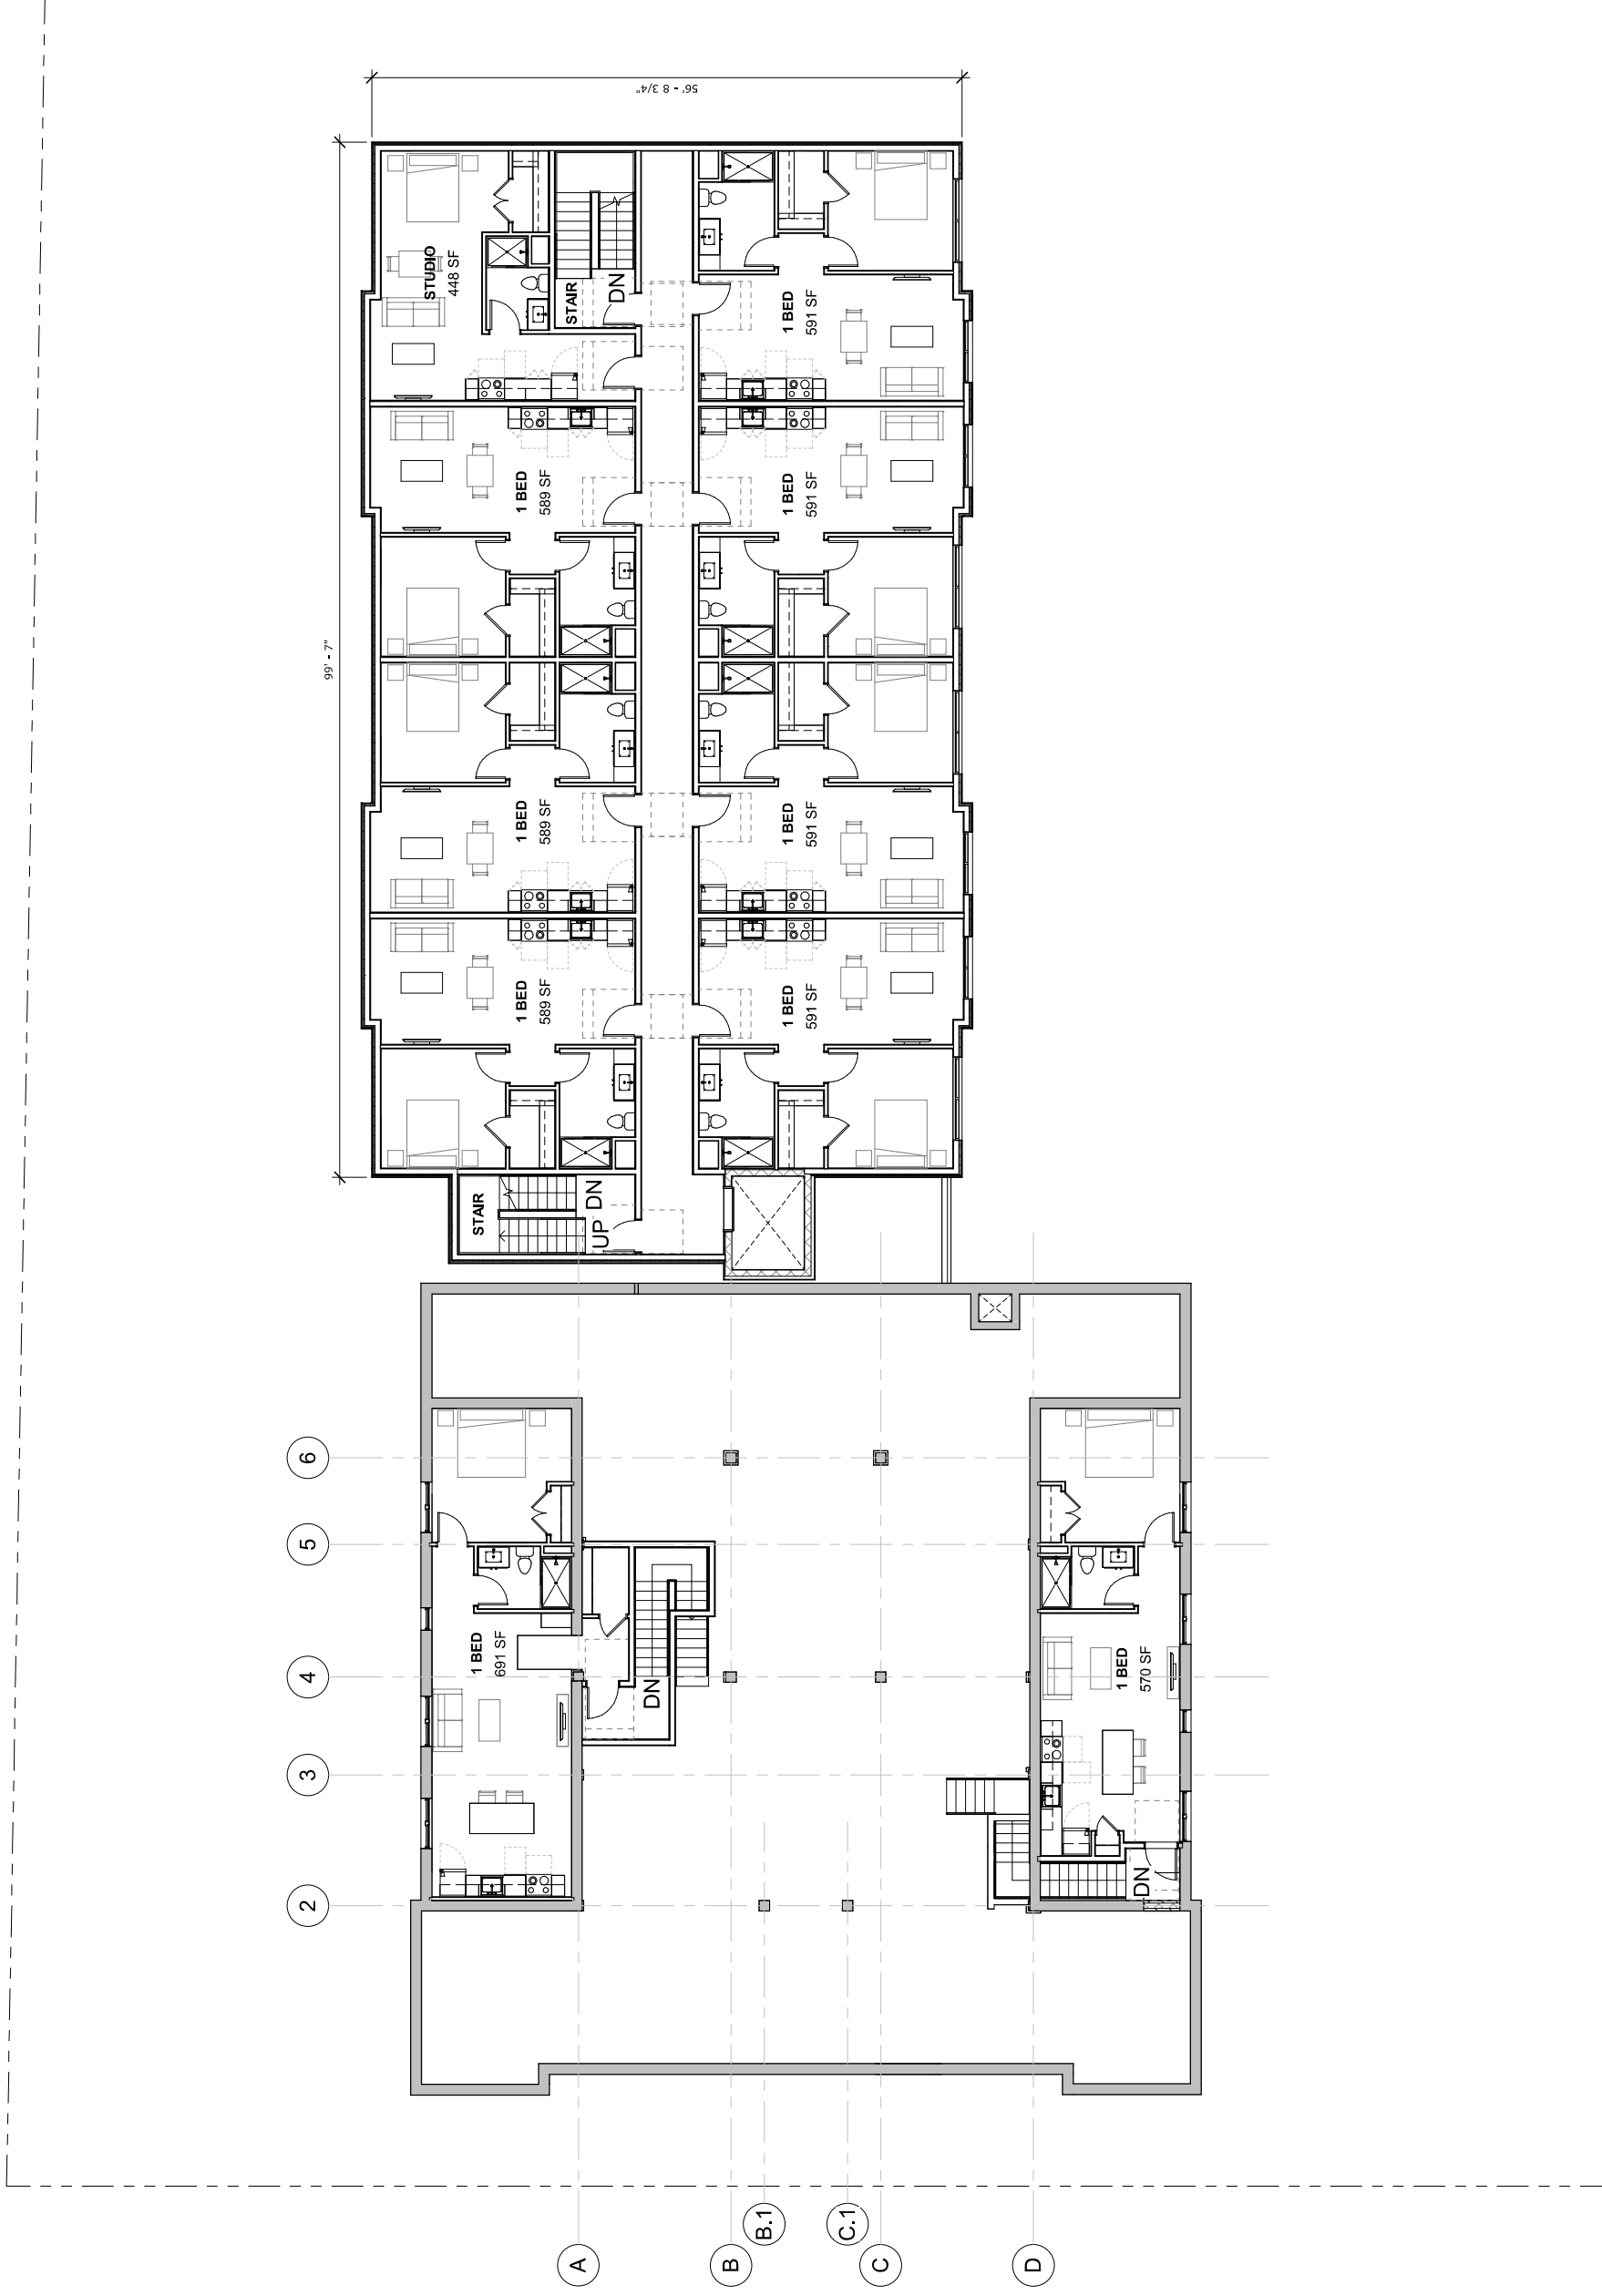 56' - 8 3/4"
99' - 7"
STUDIO
448 SF
STAIR
DN
1 BED
591 SF
1 BED
589 SF
1 BED
591 SF
1 BED
589 SF
1 BED
591 SF
1 BED
589 SF
1 BED
591 SF
STAIR
UP
DN
6
5
4
3
2
1 BED
691 SF
DN
1 BED
570 SF
DN
A
B
B.1
C.1
C
D